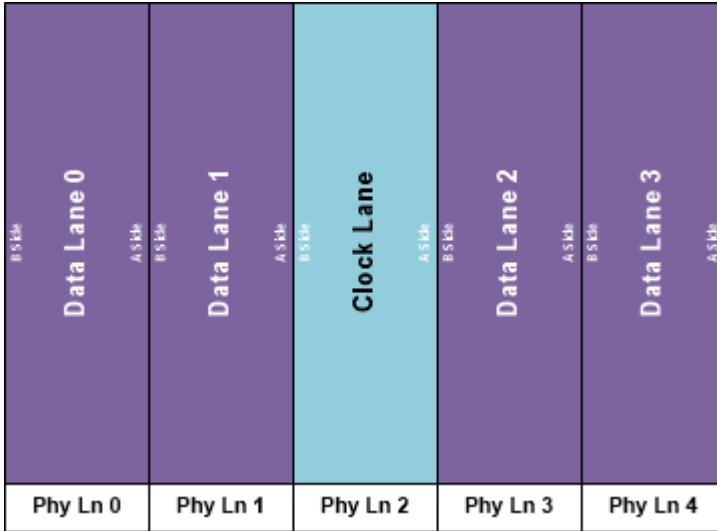 B Side
Data Lane 0
A Side
B Side
Data Lane 1
A Side
B Side
Clock Lane
A Side
B Side
Data Lane 2
A Side
B Side
Data Lane 3
A Side
Phy Ln 0
Phy Ln 1
Phy Ln 2
Phy Ln 3
Phy Ln 4